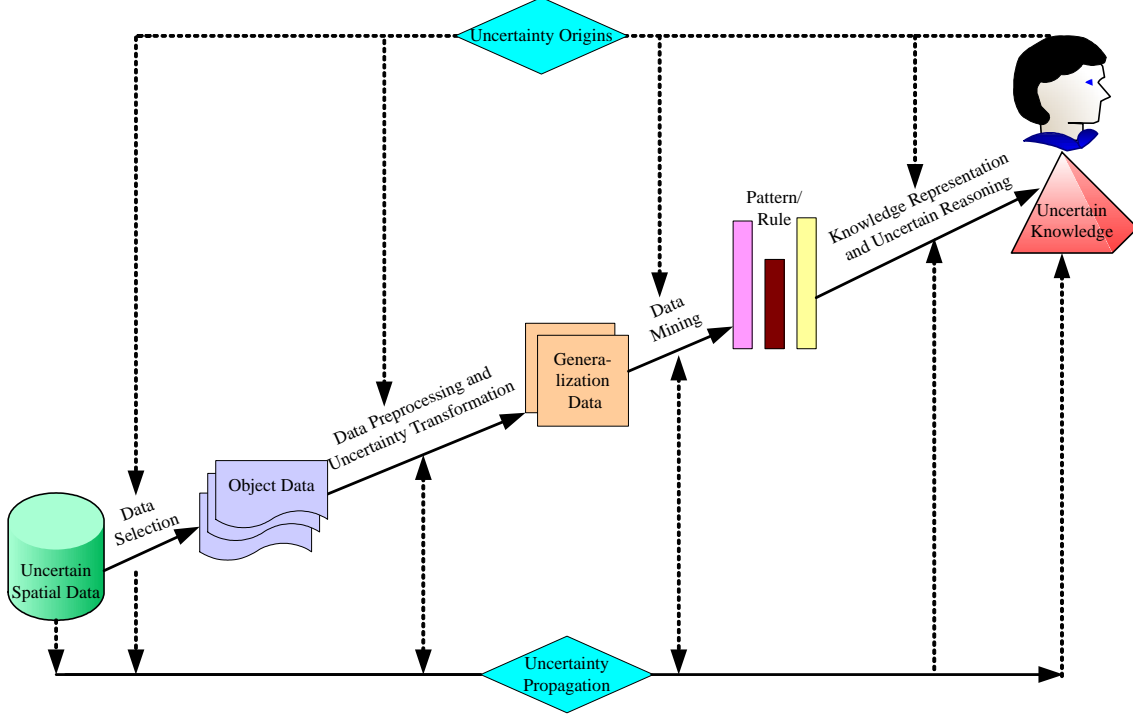 Uncertainty Origins
Knowledge Representation
and Uncertain Reasoning
Uncertain
Knowledge
Pattern/
Rule
Data
Mining
Genera-
lization
Data
Data Preprocessing and
Uncertainty Transformation
Object Data
Data
Selection
Uncertain
Spatial Data
Uncertainty
Propagation